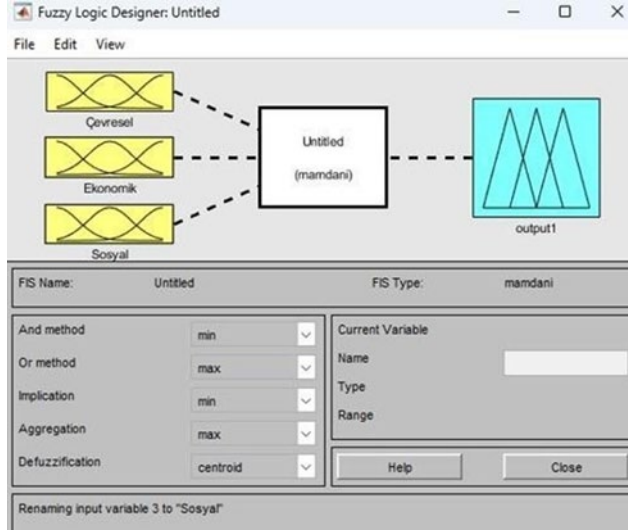 Fuzzy Logic Designer: Untitled
File Edit View
Çevresel
Ekonomik
Sosyal
Untitled
(mamdani)
output1
FIS Name: Untitled FIS Type: mamdani
And method min
Or method max
Implication min
Aggregation max
Defuzzification centroid
Current Variable
Name
Type
Range
Help Close
Renaming input variable 3 to "Sosyal"